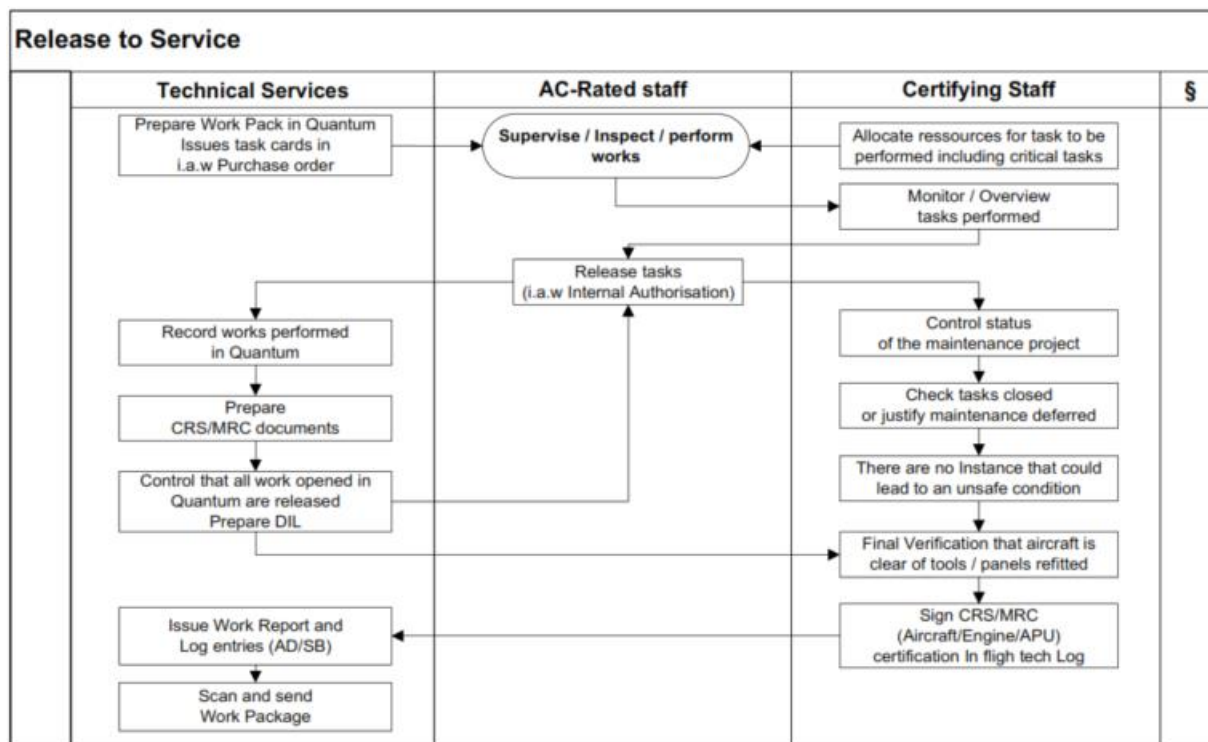 Release to Service
Technical Services
AC-Rated staff
Certifying Staff
§
Prepare Work Pack in Quantum
Issues task cards in
i.a.w Purchase order
Supervise / Inspect / perform
works
Allocate ressources for task to be
performed including critical tasks
Monitor / Overview
tasks performed
Release tasks
(i.a.w Internal Authorisation)
Record works performed
in Quantum
Control status
of the maintenance project
Prepare
CRS/MRC documents
Check tasks closed
or justify maintenance deferred
Control that all work opened in
Quantum are released
Prepare DIL
There are no Instance that could
lead to an unsafe condition
Final Verification that aircraft is
clear of tools / panels refitted
Issue Work Report and
Log entries (AD/SB)
Sign CRS/MRC
(Aircraft/Engine/APU)
certification In fligh tech Log
Scan and send
Work Package